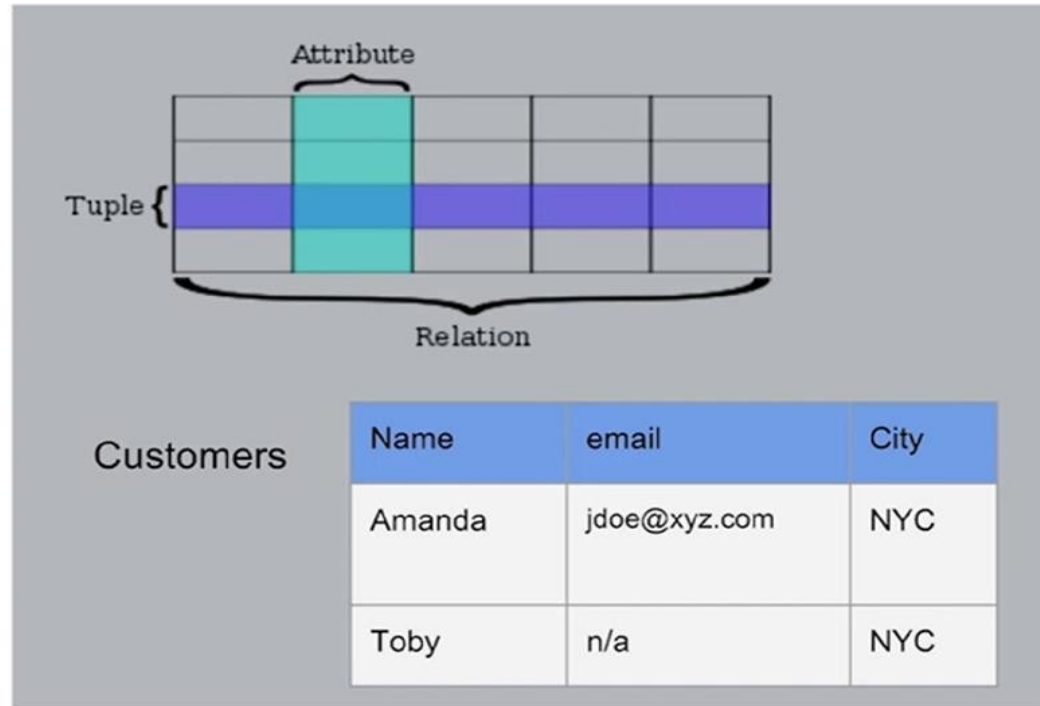 Attribute
Tuple {
Relation
Customers
Name email City
Amanda jdoe@xyz.com NYC
Toby n/a NYC